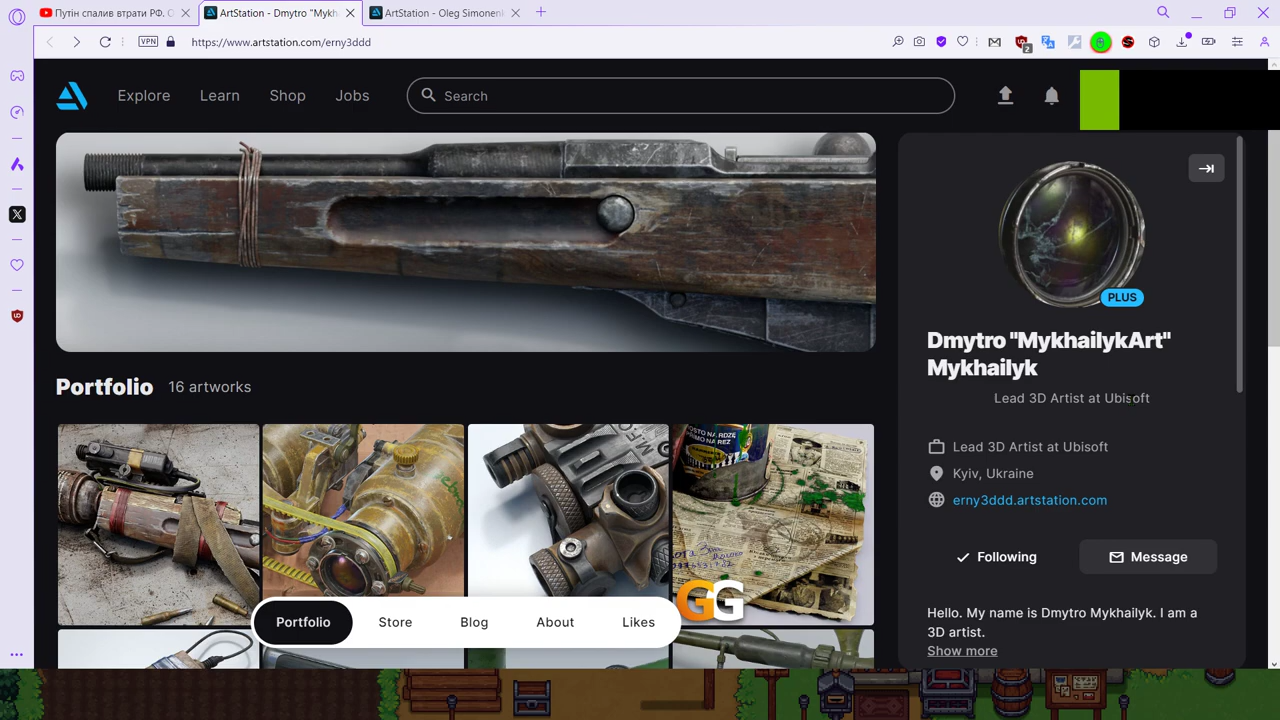 Путін спалив втрати РФ. О
ArtStation - Dmytro "Mykh
ArtStation - Oleg Simonen
VPN
https://www.artstation.com/erny3ddd
2
Explore
Learn
Shop
Jobs
Search
PLUS
Dmytro "MykhailykArt"
Mykhailyk
Lead 3D Artist at Ubisoft
Lead 3D Artist at Ubisoft
Kyiv, Ukraine
erny3ddd.artstation.com
Following
Message
Hello. My name is Dmytro Mykhailyk. I am a
3D artist.
Show more
Portfolio
16 artworks
GG
Portfolio
Store
Blog
About
Likes